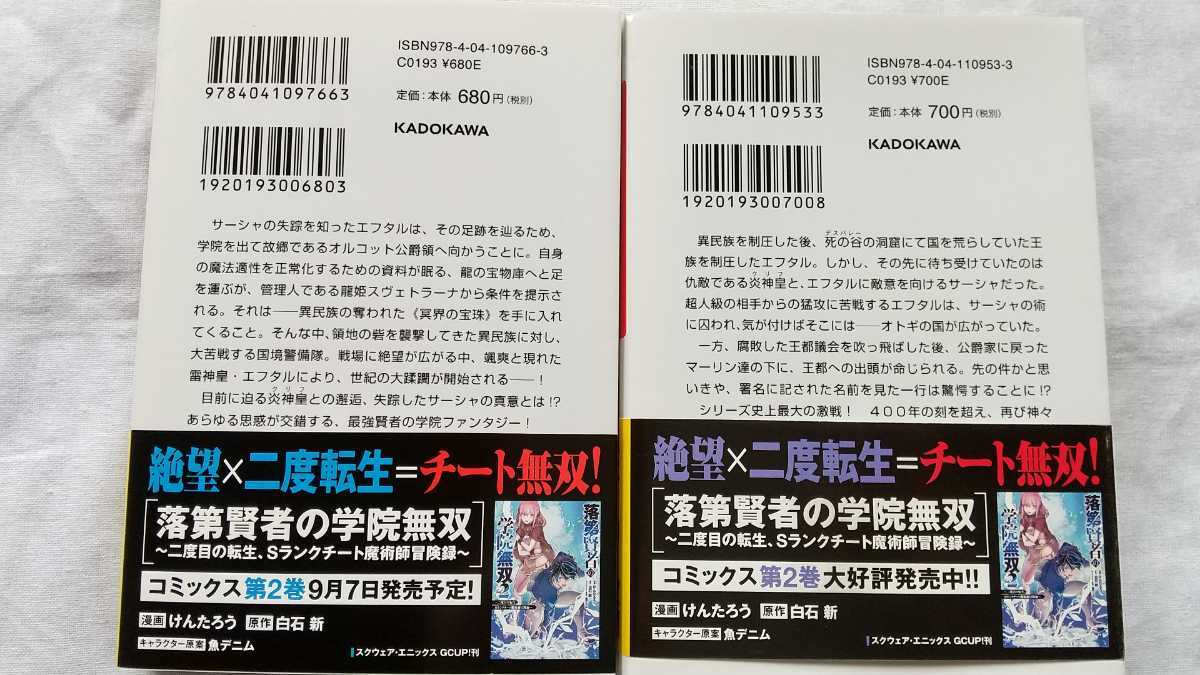 ISBN978-4-04-109766-3
C0193 ¥680E
9784041097663
定価：本体 680円（税別）
KADOKAWA
1920193006803
サーシャの失踪を知ったエフタルは、その足跡を辿るため、
学院を出て故郷であるオルコット公爵領へ向かうことに。自身
の魔法適性を正常化するための資料が眠る、龍の宝物庫へと足
を運ぶが、管理人である龍姫スヴェトラーナから条件を提示さ
れる。それは――異民族の奪われた《冥界の宝珠》を手に入れ
てくること。そんな中、領地の砦を襲撃してきた異民族に対し、
大苦戦する国境警備隊。戦場に絶望が広がる中、颯爽と現れた
雷神皇・エフタルにより、世紀の大蹂躙が開始される――！
クリフ
目前に迫る炎神皇との邂逅、失踪したサーシャの真意とは!?
あらゆる思惑が交錯する、最強賢者の学院ファンタジー！
絶望×二度転生＝チート無双！
落第賢者の学院無双
～二度目の転生、Sランクチート魔術師冒険録～
コミックス 第2巻 9月7日発売予定！
漫画 けんたろう 原作 白石 新
キャラクター原案 魚デニム
スクウェア・エニックス GCUP!刊
学院無双2
ISBN978-4-04-110953-3
C0193 ¥700E
9784041109533
定価：本体 700円（税別）
KADOKAWA
1920193007008
デスバレー
異民族を制圧した後、死の谷の洞窟にて国を荒らしていた王
族を制圧したエフタル。しかし、その先に待ち受けていたのは
クリフ
仇敵である炎神皇と、エフタルに敵意を向けるサーシャだった。
超人級の相手からの猛攻に苦戦するエフタルは、サーシャの術
に囚われ、気が付けばそこには――オトギの国が広がっていた。
一方、腐敗した王都議会を吹っ飛ばした後、公爵家に戻った
マーリン達の下に、王都への出頭が命じられる。先の件かと思
いきや、署名に記された名前を見た一行は驚愕することに!?
シリーズ史上最大の激戦！ 400年の刻を超え、再び神々
絶望×二度転生＝チート無双！
落第賢者の学院無双
～二度目の転生、Sランクチート魔術師冒険録～
コミックス 第2巻 大好評発売中!!
漫画 けんたろう 原作 白石 新
キャラクター原案 魚デニム
スクウェア・エニックス GCUP!刊
落第賢者の
学院無双2